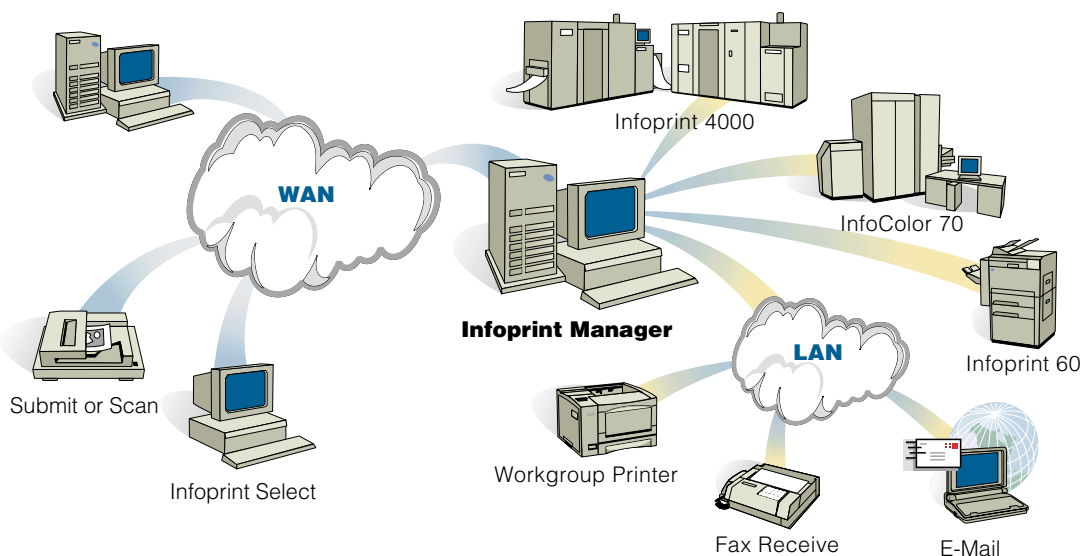 Infoprint 4000
WAN
InfoColor 70
Infoprint Manager
LAN
Infoprint 60
Submit or Scan
Workgroup Printer
Infoprint Select
Fax Receive
E-Mail